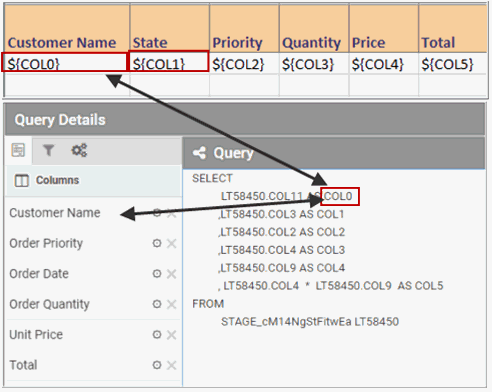 Customer Name State Priority Quantity Price Total
${COL0} ${COL1} ${COL2} ${COL3} ${COL4} ${COL5}
Query Details
Columns
Customer Name
Order Priority
Order Date
Order Quantity
Unit Price
Total
Query
SELECT
LT58450.COL11 AS COL0
,LT58450.COL3 AS COL1
,LT58450.COL2 AS COL2
,LT58450.COL4 AS COL3
,LT58450.COL9 AS COL4
, LT58450.COL4 * LT58450.COL9 AS COL5
FROM
STAGE_cM14NgStFitwEa LT58450